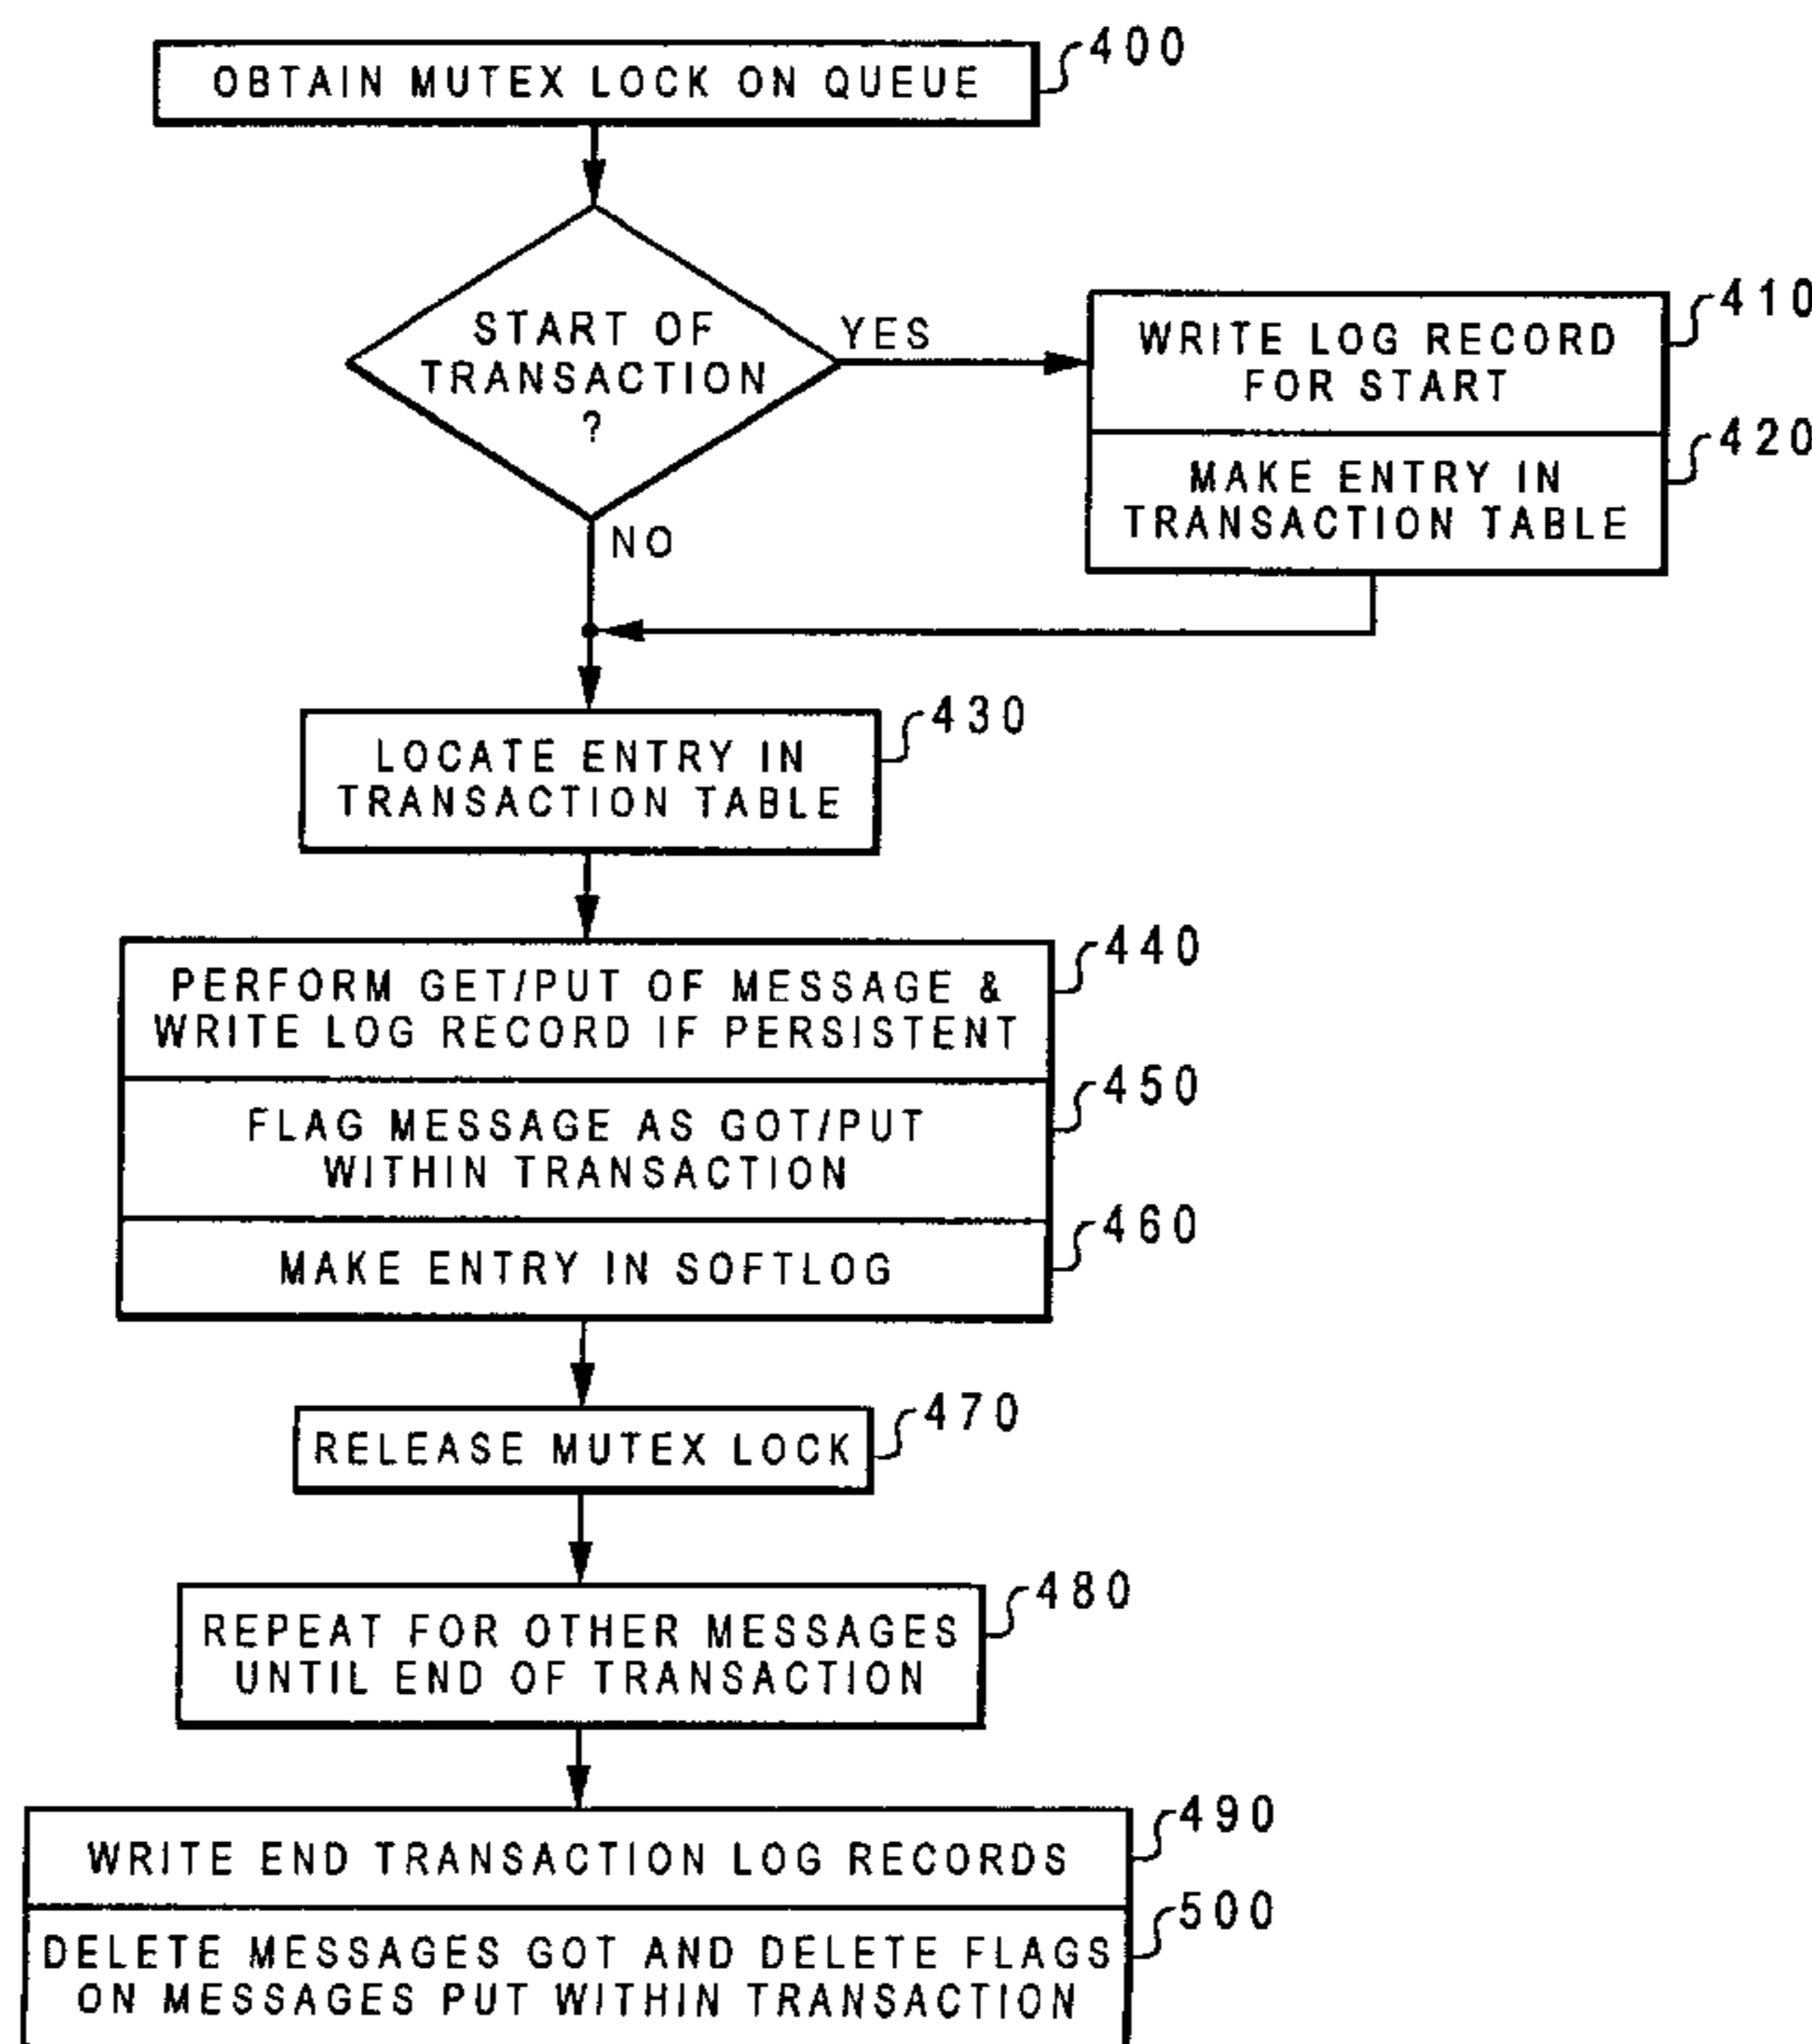 OBTAIN MUTEX LOCK ON QUEUE
400
START OF
TRANSACTION
?
YES
NO
WRITE LOG RECORD
FOR START
410
MAKE ENTRY IN
TRANSACTION TABLE
420
LOCATE ENTRY IN
TRANSACTION TABLE
430
PERFORM GET/PUT OF MESSAGE &
WRITE LOG RECORD IF PERSISTENT
440
FLAG MESSAGE AS GOT/PUT
WITHIN TRANSACTION
450
MAKE ENTRY IN SOFTLOG
460
RELEASE MUTEX LOCK
470
REPEAT FOR OTHER MESSAGES
UNTIL END OF TRANSACTION
480
WRITE END TRANSACTION LOG RECORDS
490
DELETE MESSAGES GOT AND DELETE FLAGS
ON MESSAGES PUT WITHIN TRANSACTION
500